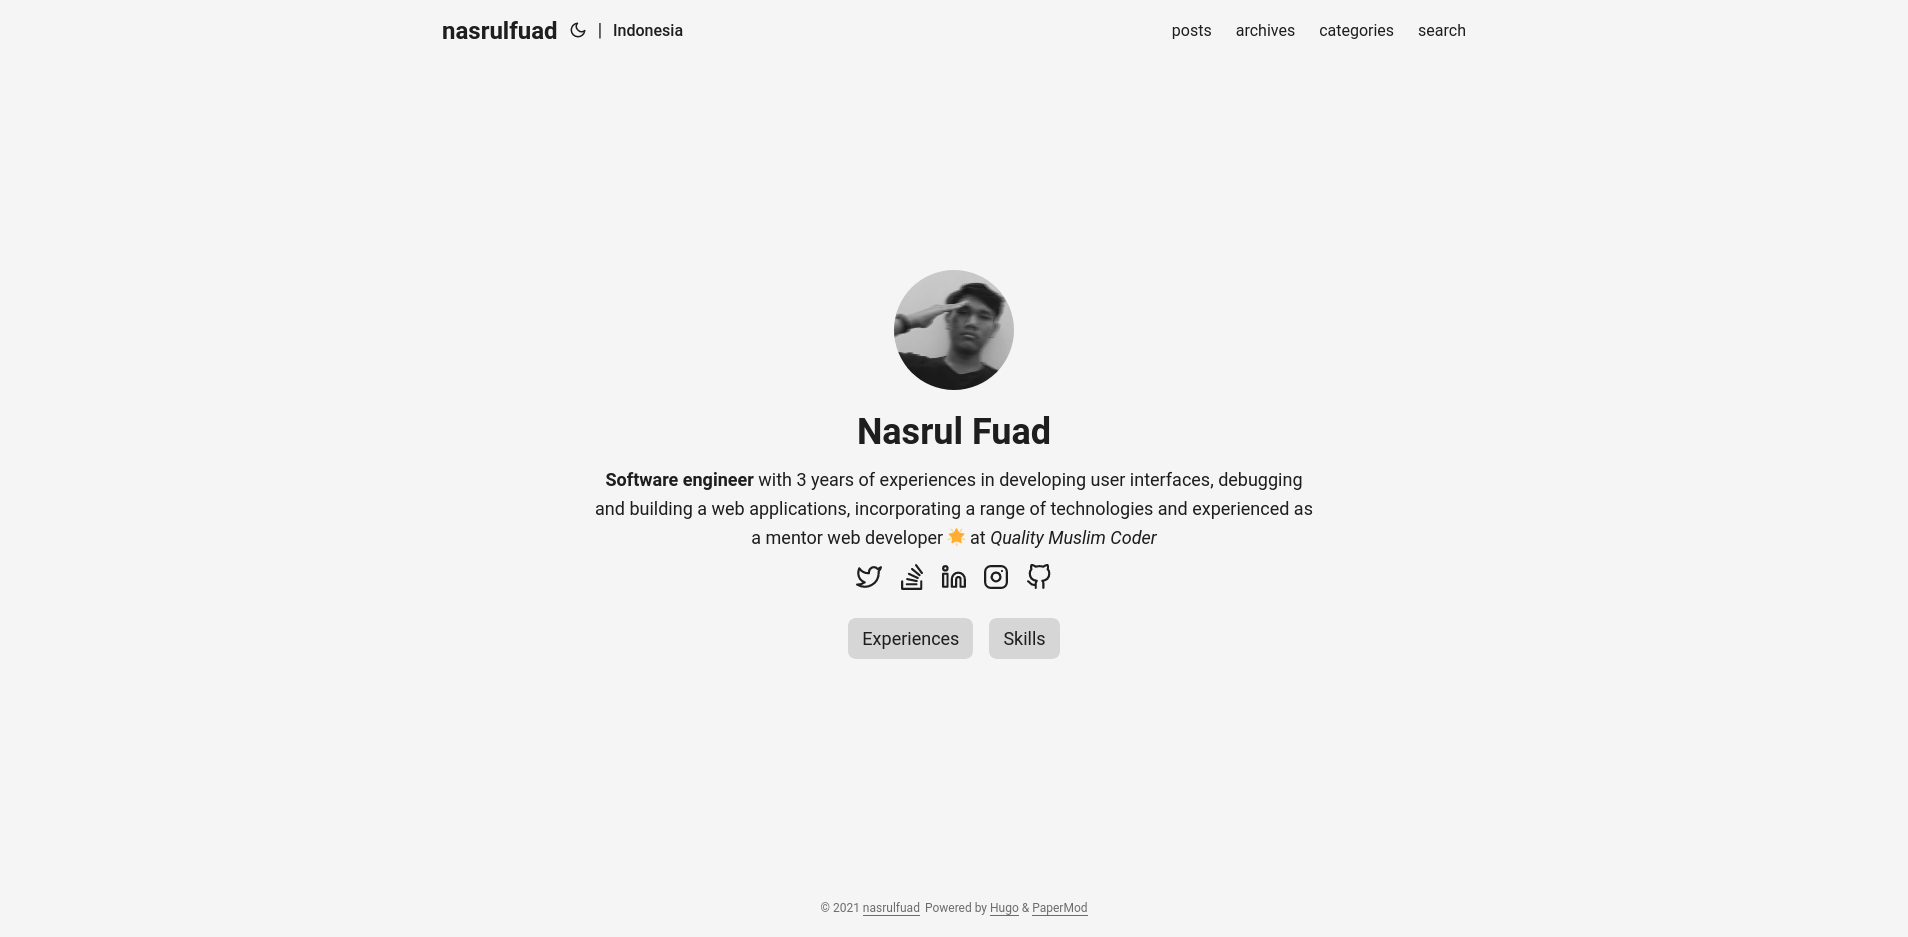 nasrulfuad | Indonesia posts archives categories search
Nasrul Fuad
Software engineer with 3 years of experiences in developing user interfaces, debugging
and building a web applications, incorporating a range of technologies and experienced as
a mentor web developer 🌟 at Quality Muslim Coder
Experiences Skills
© 2021 nasrulfuad Powered by Hugo & PaperMod